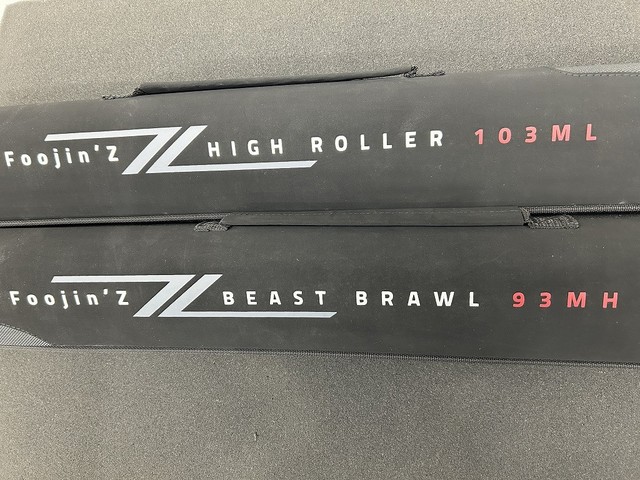 Foojin'Z HIGH ROLLER 103ML
Foojin'Z BEAST BRAWL 93MH